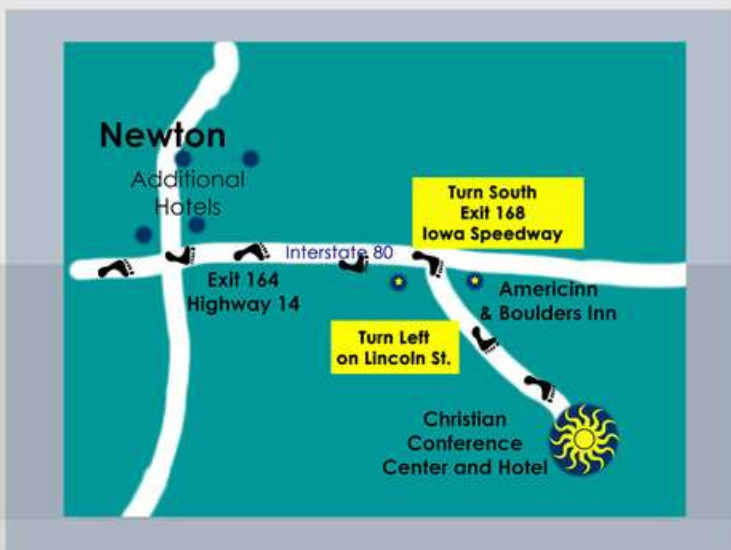 Newton
Additional
Hotels
Turn South
Exit 168
Iowa Speedway
Interstate 80
Exit 164
Highway 14
Americinn
& Boulders Inn
Turn Left
on Lincoln St.
Christian
Conference
Center and Hotel